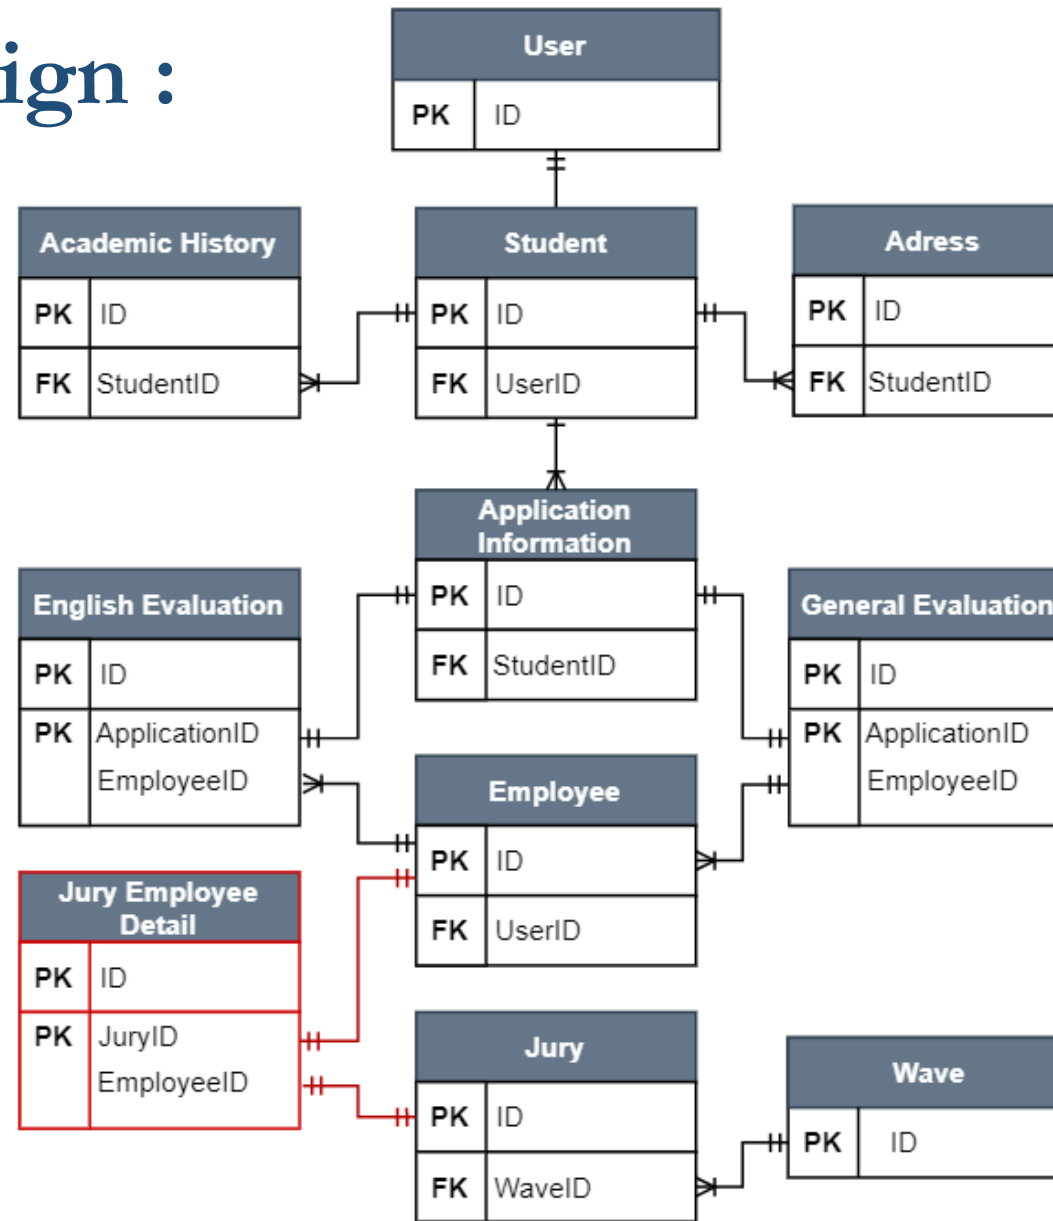 ign :
User
PK ID
Academic History
PK ID
FK StudentID
Student
PK ID
FK UserID
Adress
PK ID
FK StudentID
Application
Information
PK ID
FK StudentID
English Evaluation
PK ID
PK ApplicationID
EmployeeID
General Evaluation
PK ID
PK ApplicationID
EmployeeID
Employee
PK ID
FK UserID
Jury Employee
Detail
PK ID
PK JuryID
EmployeeID
Jury
PK ID
FK WaveID
Wave
PK ID